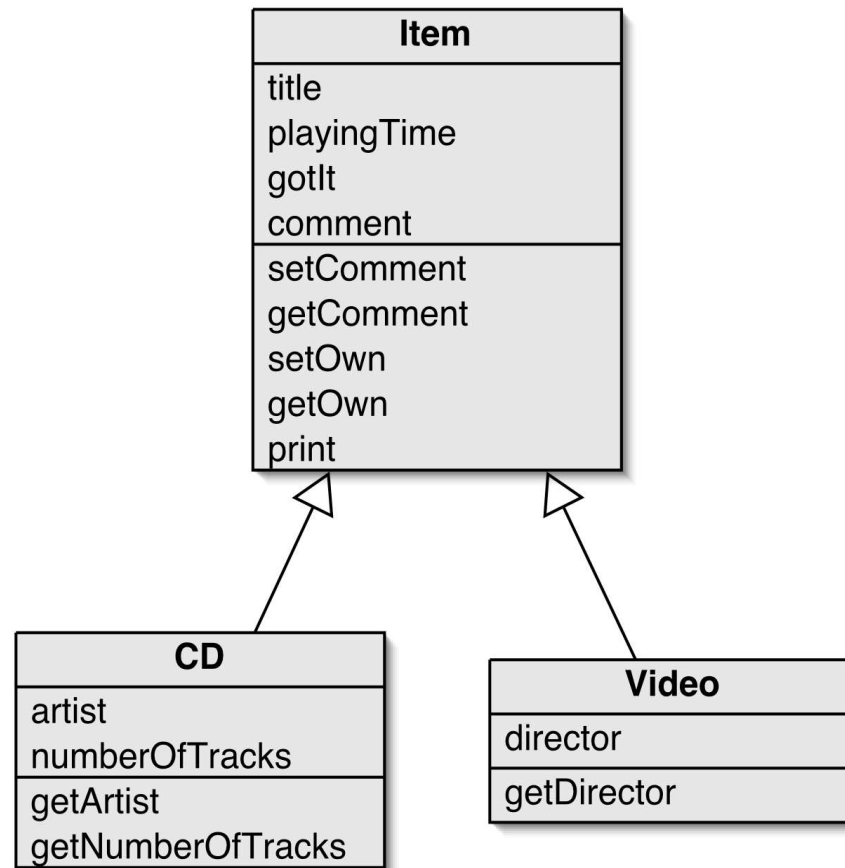 Item
title
playingTime
gotIt
comment
setComment
getComment
setOwn
getOwn
print
CD
artist
numberOfTracks
getArtist
getNumberOfTracks
Video
director
getDirector